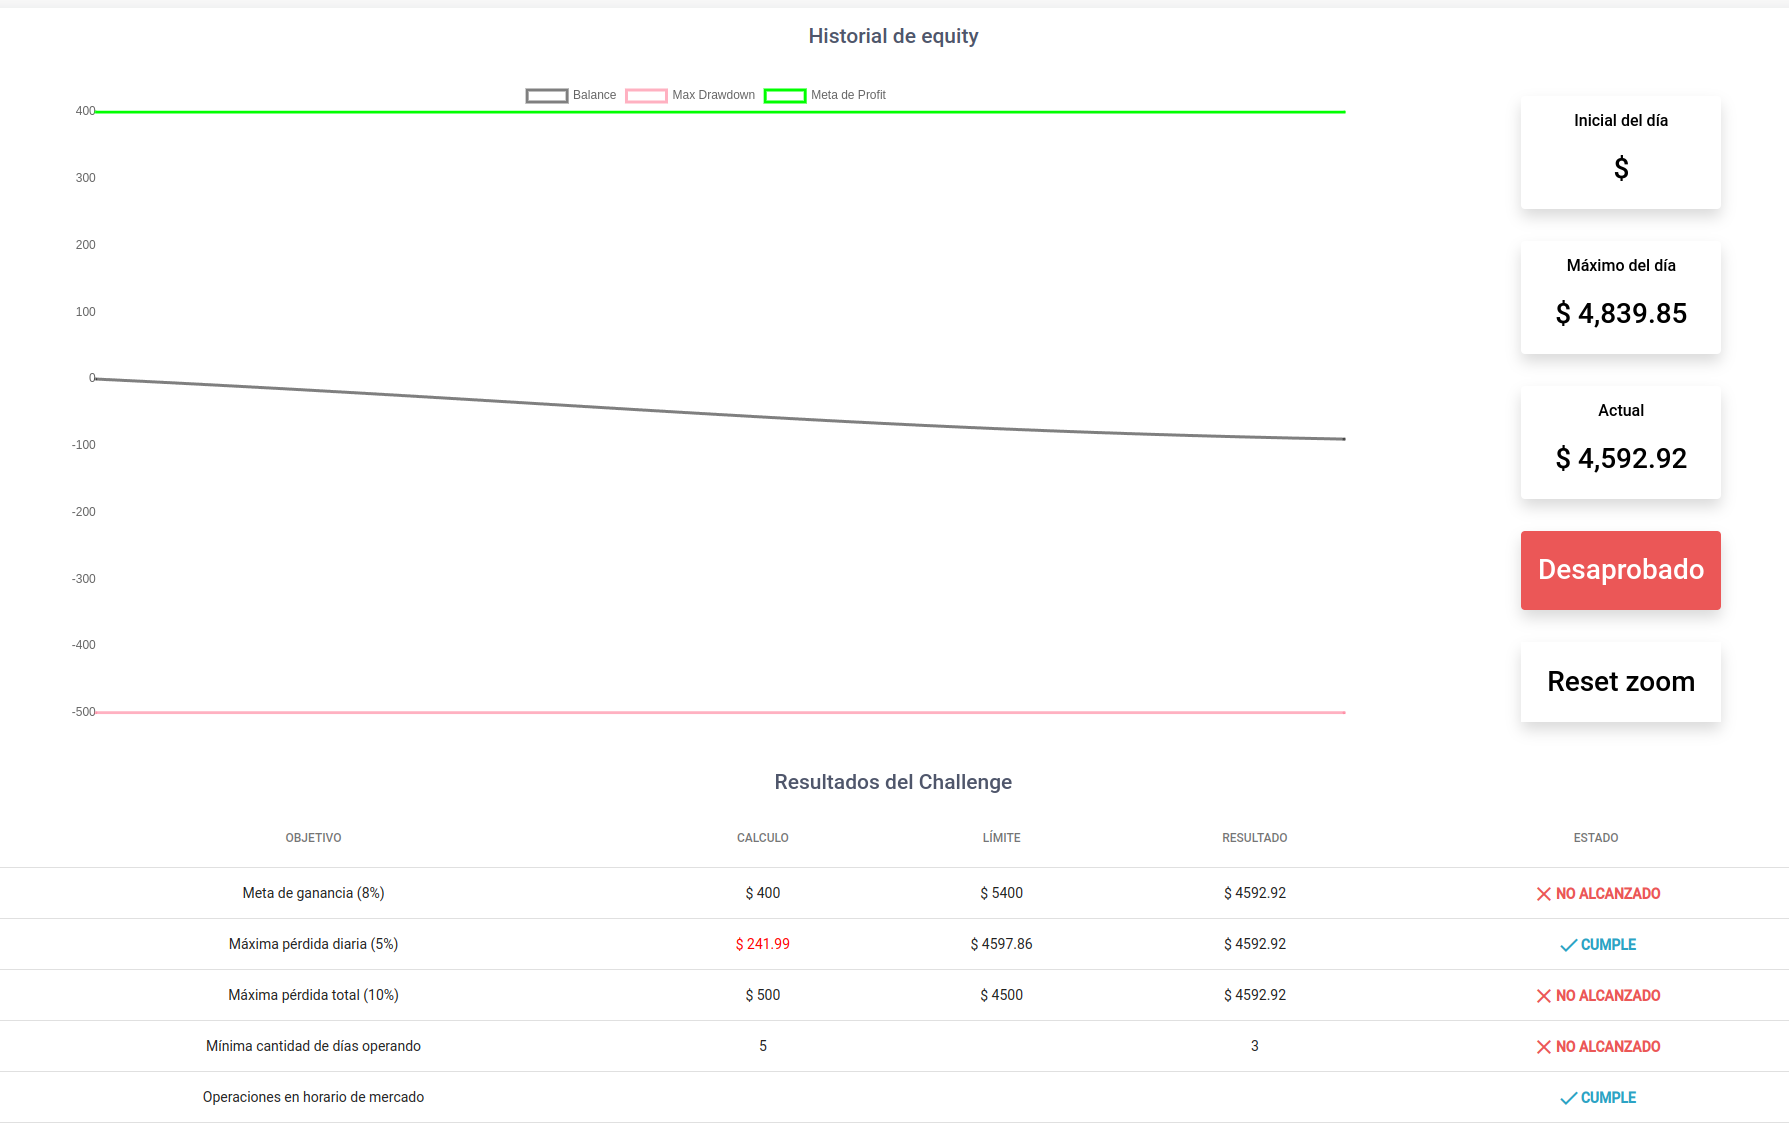 Historial de equity
Balance Max Drawdown Meta de Profit
400
300
200
100
0
-100
-200
-300
-400
-500
Inicial del día
$
Máximo del día
$ 4,839.85
Actual
$ 4,592.92
Desaprobado
Reset zoom
Resultados del Challenge
OBJETIVO CALCULO LÍMITE RESULTADO ESTADO
Meta de ganancia (8%) $ 400 $ 5400 $ 4592.92 NO ALCANZADO
Máxima pérdida diaria (5%) $ 241.99 $ 4597.86 $ 4592.92 CUMPLE
Máxima pérdida total (10%) $ 500 $ 4500 $ 4592.92 NO ALCANZADO
Mínima cantidad de días operando 5 3 NO ALCANZADO
Operaciones en horario de mercado CUMPLE